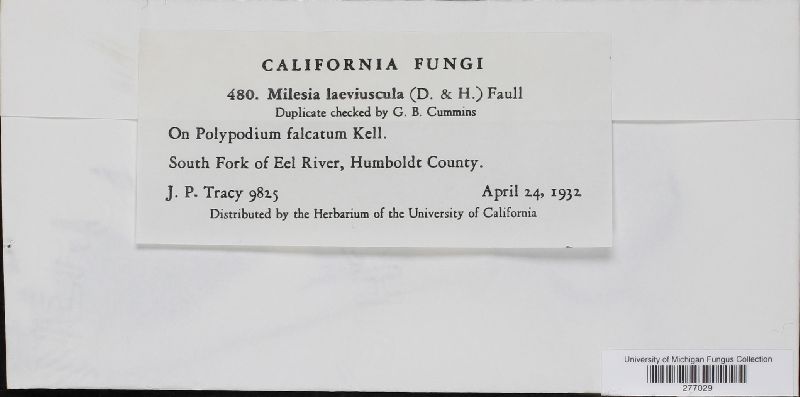 CALIFORNIA FUNGI
480. Milesia laeviuscula (D. & H.) Faull
Duplicate checked by G. B. Cummins
On Polypodium falcatum Kell.
South Fork of Eel River, Humboldt County.
J. P. Tracy 9825 April 24, 1932
Distributed by the Herbarium of the University of California
University of Michigan Fungus Collection
277029